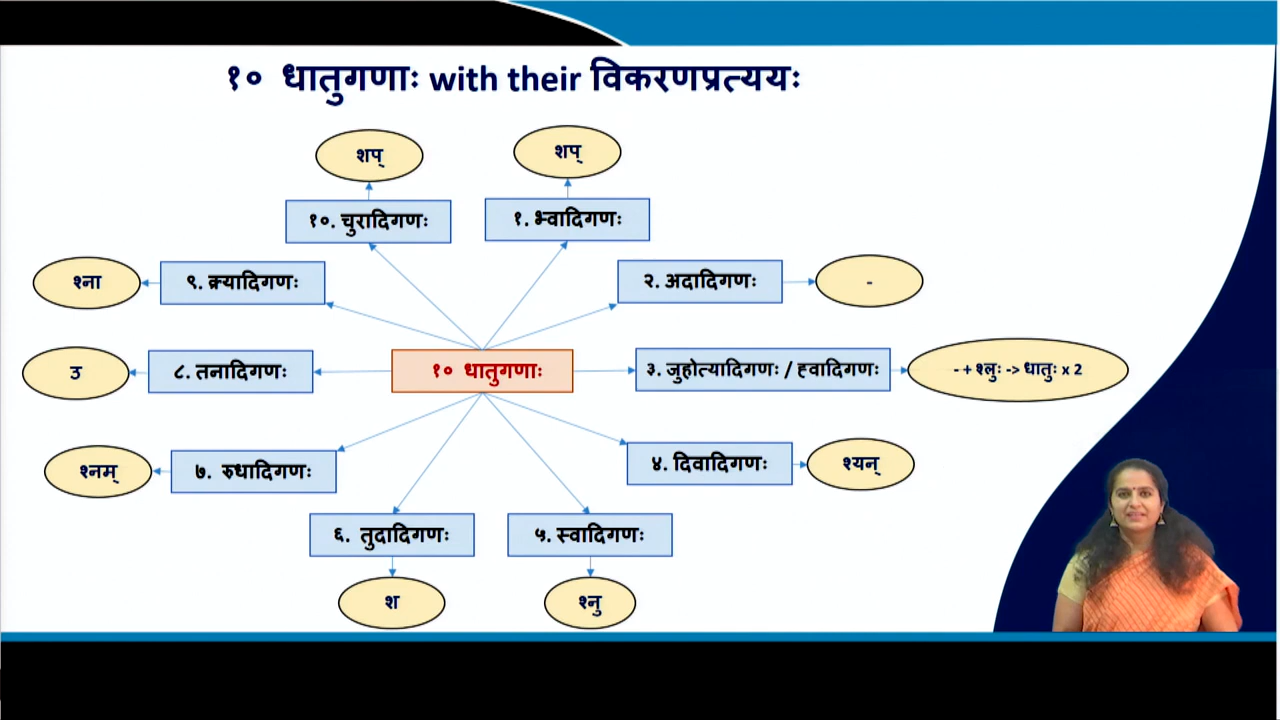 १० धातुगणाः with their विकरणप्रत्ययः
शप्
शप्
१०. चुरादिगणः
१. भ्वादिगणः
श्ना
९. क्र्यादिगणः
२. अदादिगणः
-
उ
८. तनादिगणः
१० धातुगणाः
३. जुहोत्यादिगणः / ह्वादिगणः
- + श्लुः -> धातुः x 2
श्नम्
७. रुधादिगणः
४. दिवादिगणः
श्यन्
६. तुदादिगणः
५. स्वादिगणः
श
श्नु